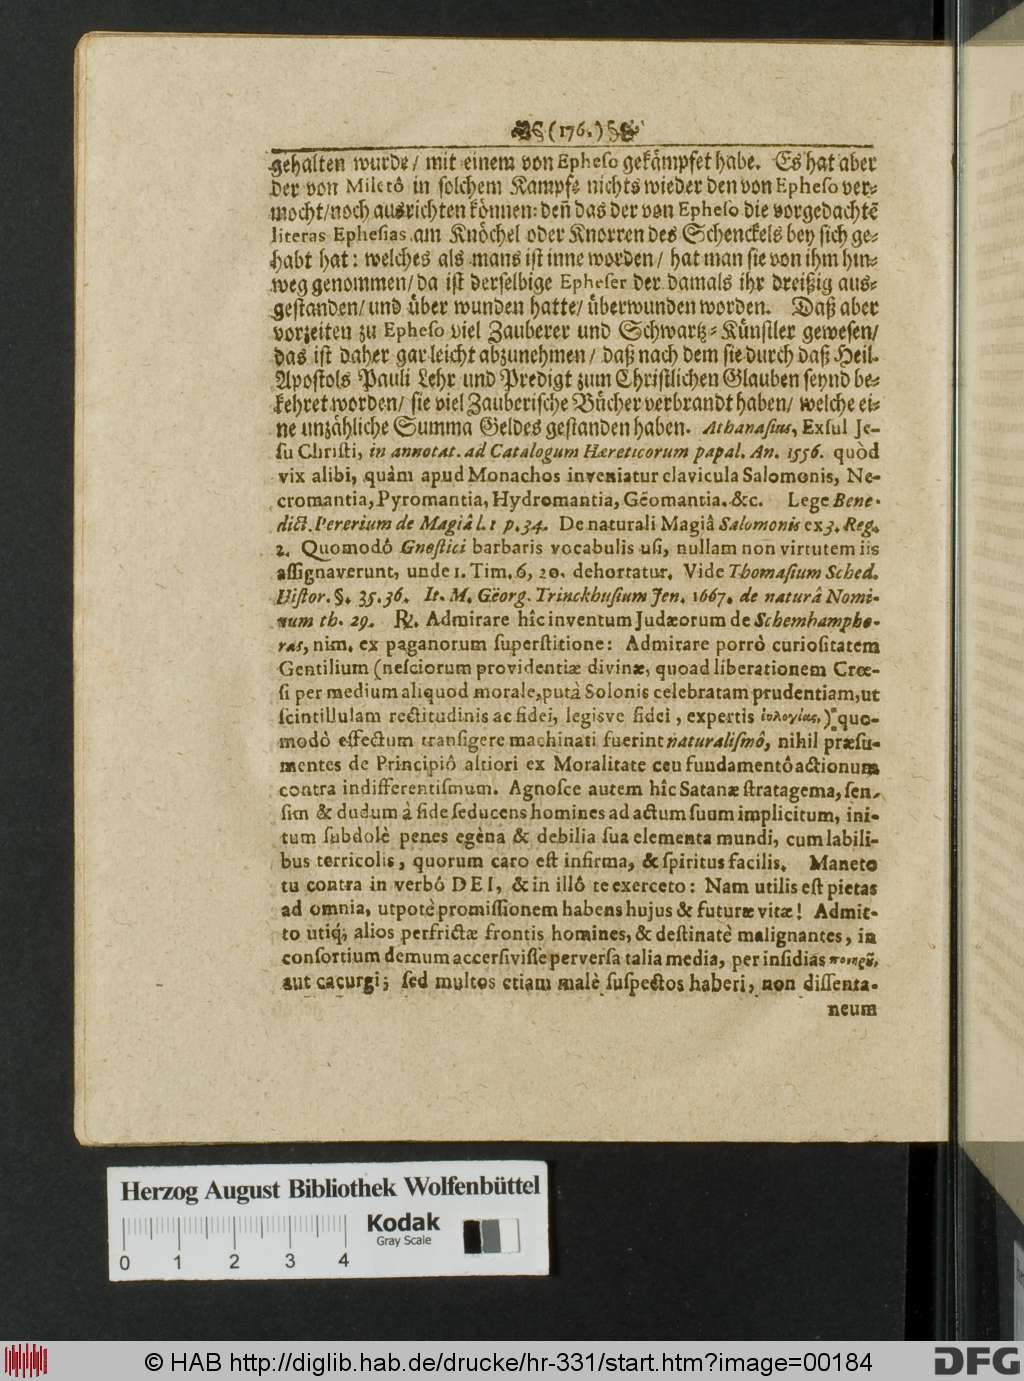 (176.)
gehalten wurde/ mit einem von Epheſo gekämpfet habe. Es hat aber
der von Miletô in ſolchem Kampfe nichts wieder den von Epheſo ver-
mocht/noch ausrichten können: den̄ das der von Epheſo die vorgedachtē
literas Epheſias am Knöchel oder Knorren des Schenckels bey ſich ge-
habt hat: welches als mans iſt inne worden/ hat man ſie von ihm hin-
weg genommen/da iſt derſelbige Epheſer der damals ihr dreißig aus-
geſtanden/ und über wunden hatte/ überwunden worden. Daß aber
vorzeiten zu Epheſo viel Zauberer und Schwartz-Künſtler geweſen/
das iſt daher gar leicht abzunehmen/ daß nach dem ſie durch daß Heil.
Apoſtols Pauli Lehr und Predigt zum Chriſtlichen Glauben ſeynd be-
kehret worden/ ſie viel Zauberiſche Bücher verbrandt haben/ welche ei-
ne unzähliche Summa Geldes geſtanden haben. Athanaſius, Exſul Je-
ſu Chriſti, in annotat. ad Catalogum Hæreticorum papal. An. 1556. quòd
vix alibi, quàm apud Monachos inveniatur clavicula Salomonis, Ne-
cromantia, Pyromantia, Hydromantia, Gëomantia. &c. Lege Bene-
dict. Pererium de Magiâ l. 1 p. 34. De naturali Magiâ Salomonis ex 3. Reg.
2. Quomodô Gnoſtici barbaris vocabulis uſi, nullam non virtutem iis
aſſignaverunt, unde 1. Tim. 6, 20. dehortatur. Vide Thomaſium Sched.
Hiſtor. §. 35. 36. It. M. Gëorg. Trinckhuſium Jen. 1667. de naturâ Nomi-
num th. 29. ℟. Admirare hîc inventum Judæorum de Schemhampho-
ras, nim. ex paganorum ſuperſtitione: Admirare porrò curioſitatem
Gentilium (neſciorum providentiæ divinæ, quoad liberationem Crœ-
ſi per medium aliquod morale, putà Solonis celebratam prudentiam, ut
ſcintillulam rectitudinis ac fidei, legisve fidei, expertis ἐυλογίας,) quo-
modò effectum tranſigere machinati fuerint naturaliſmô, nihil præſu-
mentes de Principiô altiori ex Moralitate ceu fundamentô actionum
contra indifferentiſmum. Agnoſce autem hîc Satanæ ſtratagema, ſen-
ſim & dudum à fide ſeducens homines ad actum ſuum implicitum, ini-
tum ſubdolè penes egèna & debilia ſua elementa mundi, cum labili-
bus terricolis, quorum caro eſt infirma, & ſpiritus facilis. Maneto
tu contra in verbô DEI, & in illô te exerceto: Nam utilis eſt pietas
ad omnia, utpotè promiſſionem habens hujus & futuræ vitæ! Admit-
to utiq́;, alios perfrictæ frontis homines, & deſtinatè malignantes, in
conſortium demum accerſiviſſe perverſa talia media, per inſidias πονηρῦ,
aut cacurgi; ſed multos etiam malè ſuſpectos haberi, non diſſenta-
neum
Herzog August Bibliothek Wolfenbüttel
Kodak
Gray Scale
0 1 2 3 4
© HAB http://diglib.hab.de/drucke/hr-331/start.htm?image=00184
DFG